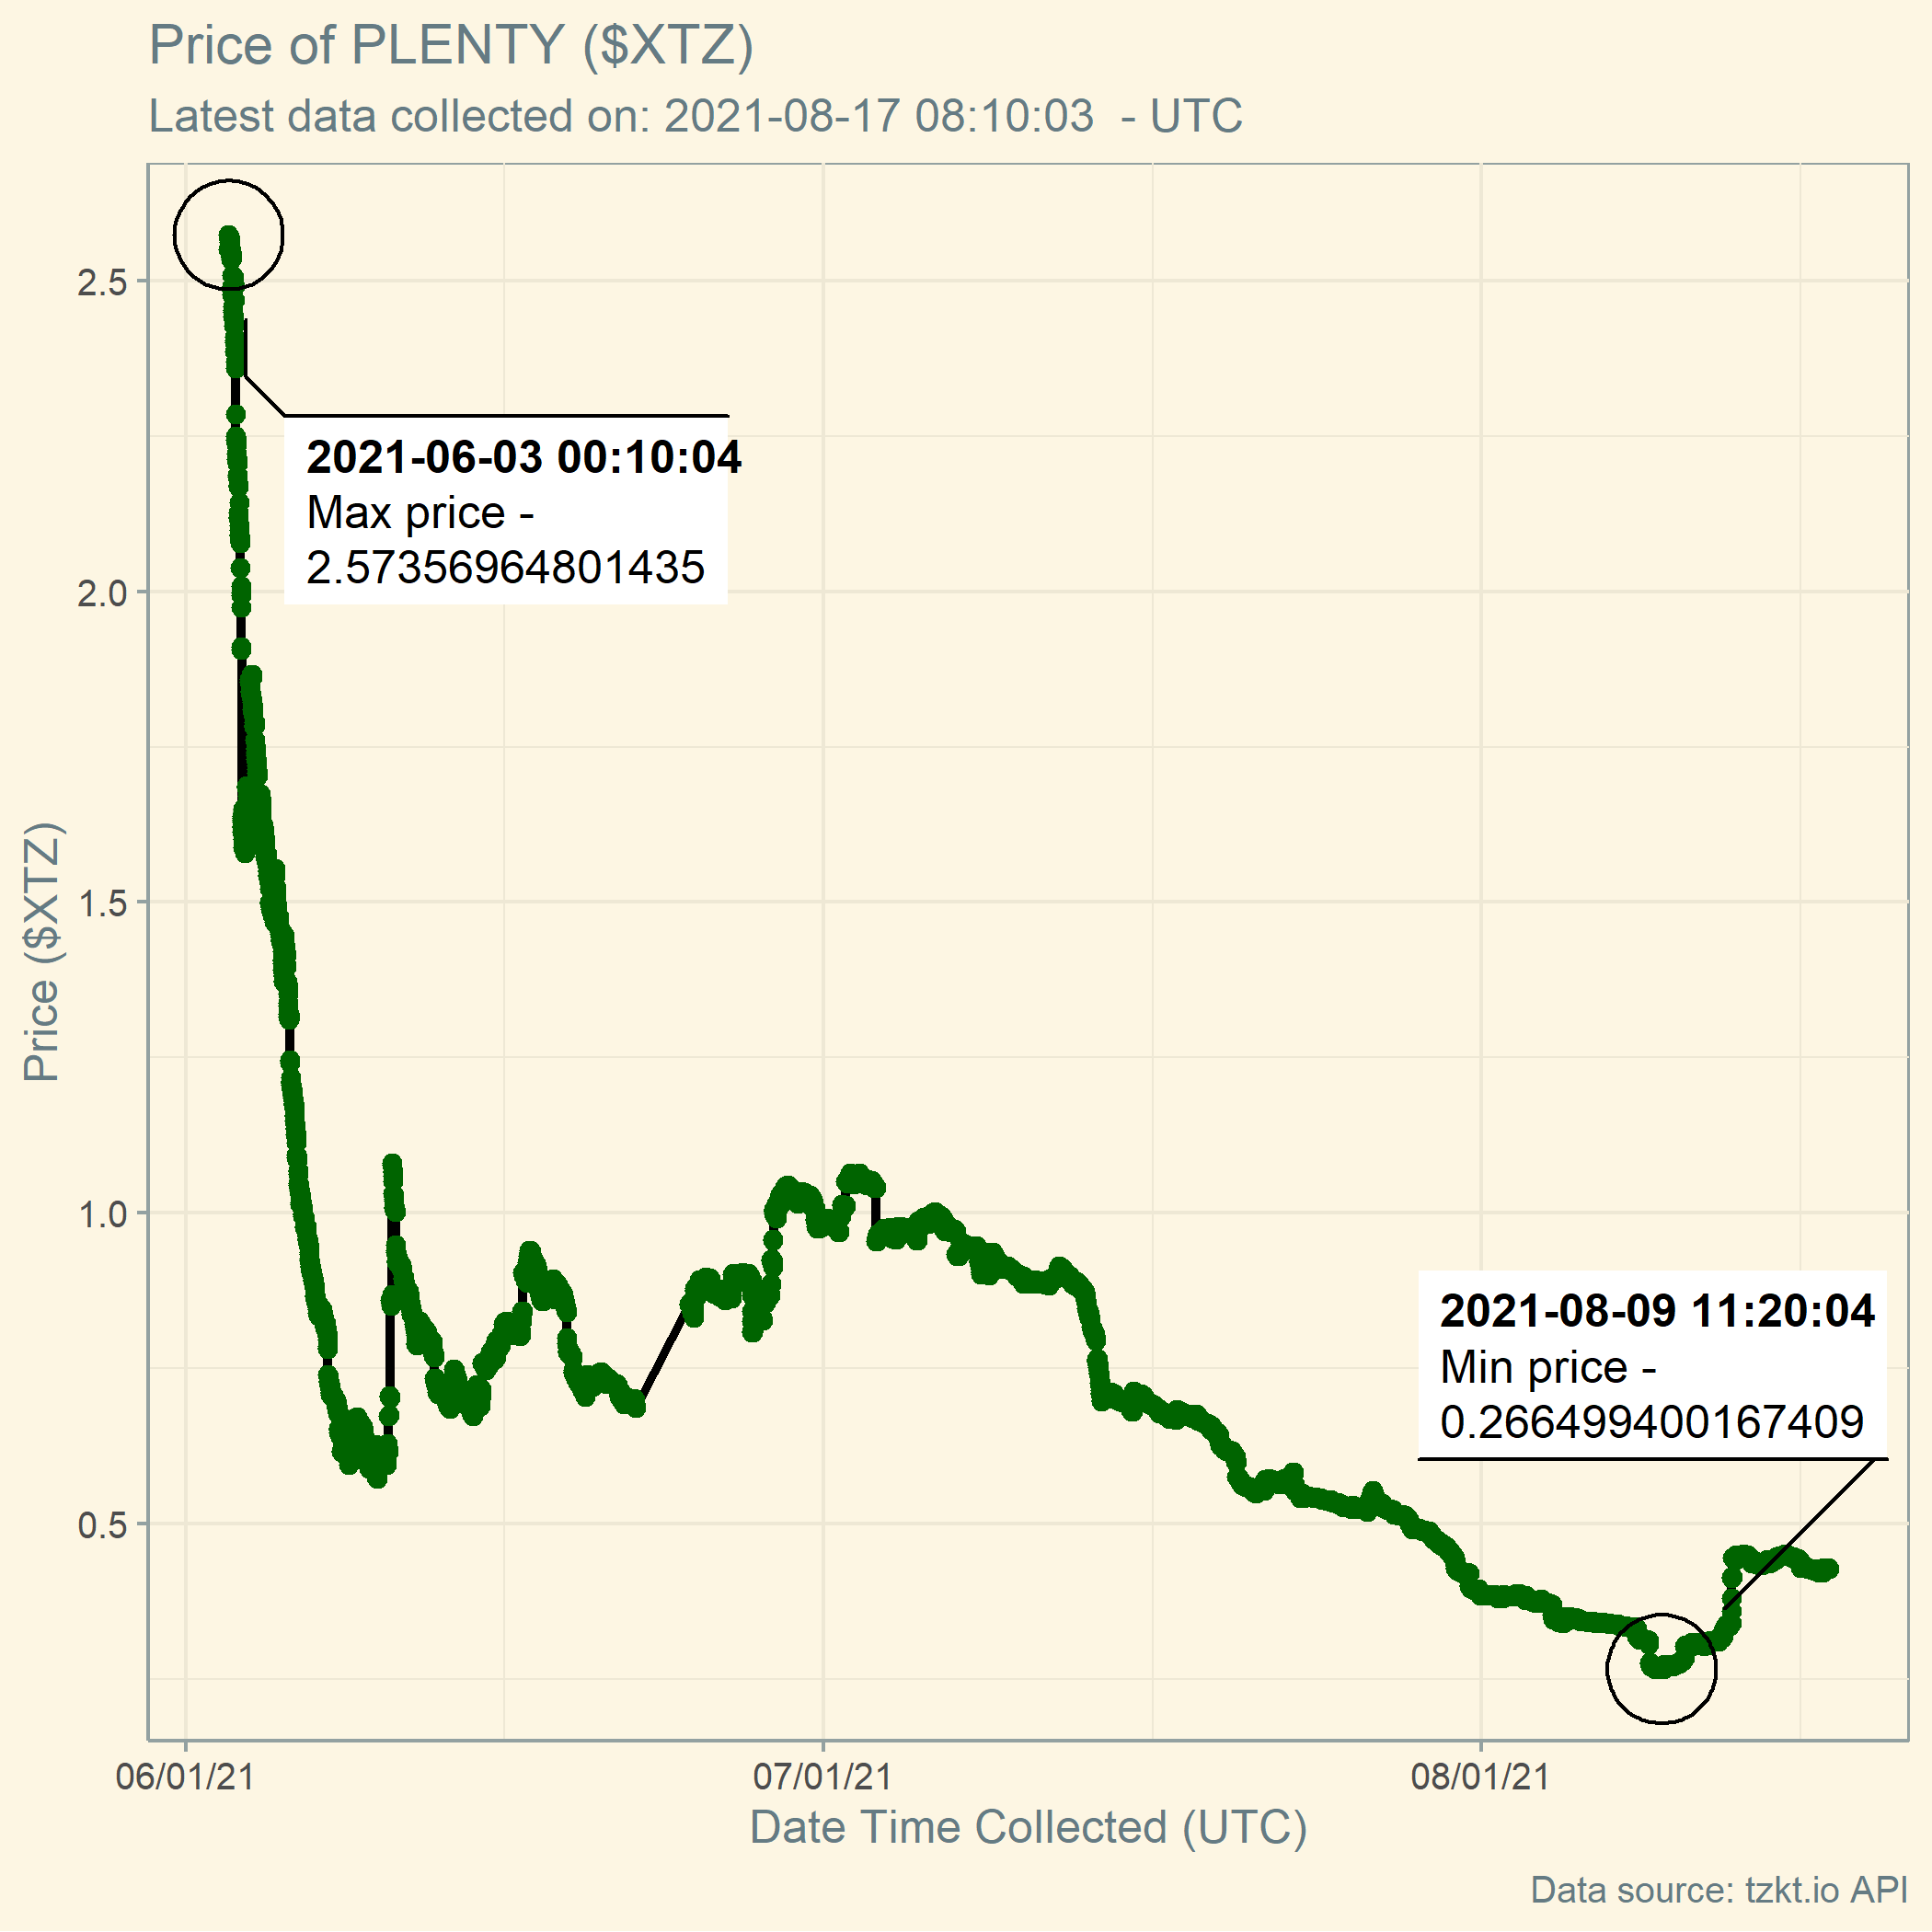 Price of PLENTY ($XTZ)
Latest data collected on: 2021-08-17 08:10:03  - UTC
2.5
2.0
1.5
1.0
0.5
Price ($XTZ)
2021-06-03 00:10:04
Max price -
2.57356964801435
2021-08-09 11:20:04
Min price -
0.266499400167409
06/01/21
07/01/21
08/01/21
Date Time Collected (UTC)
Data source: tzkt.io API